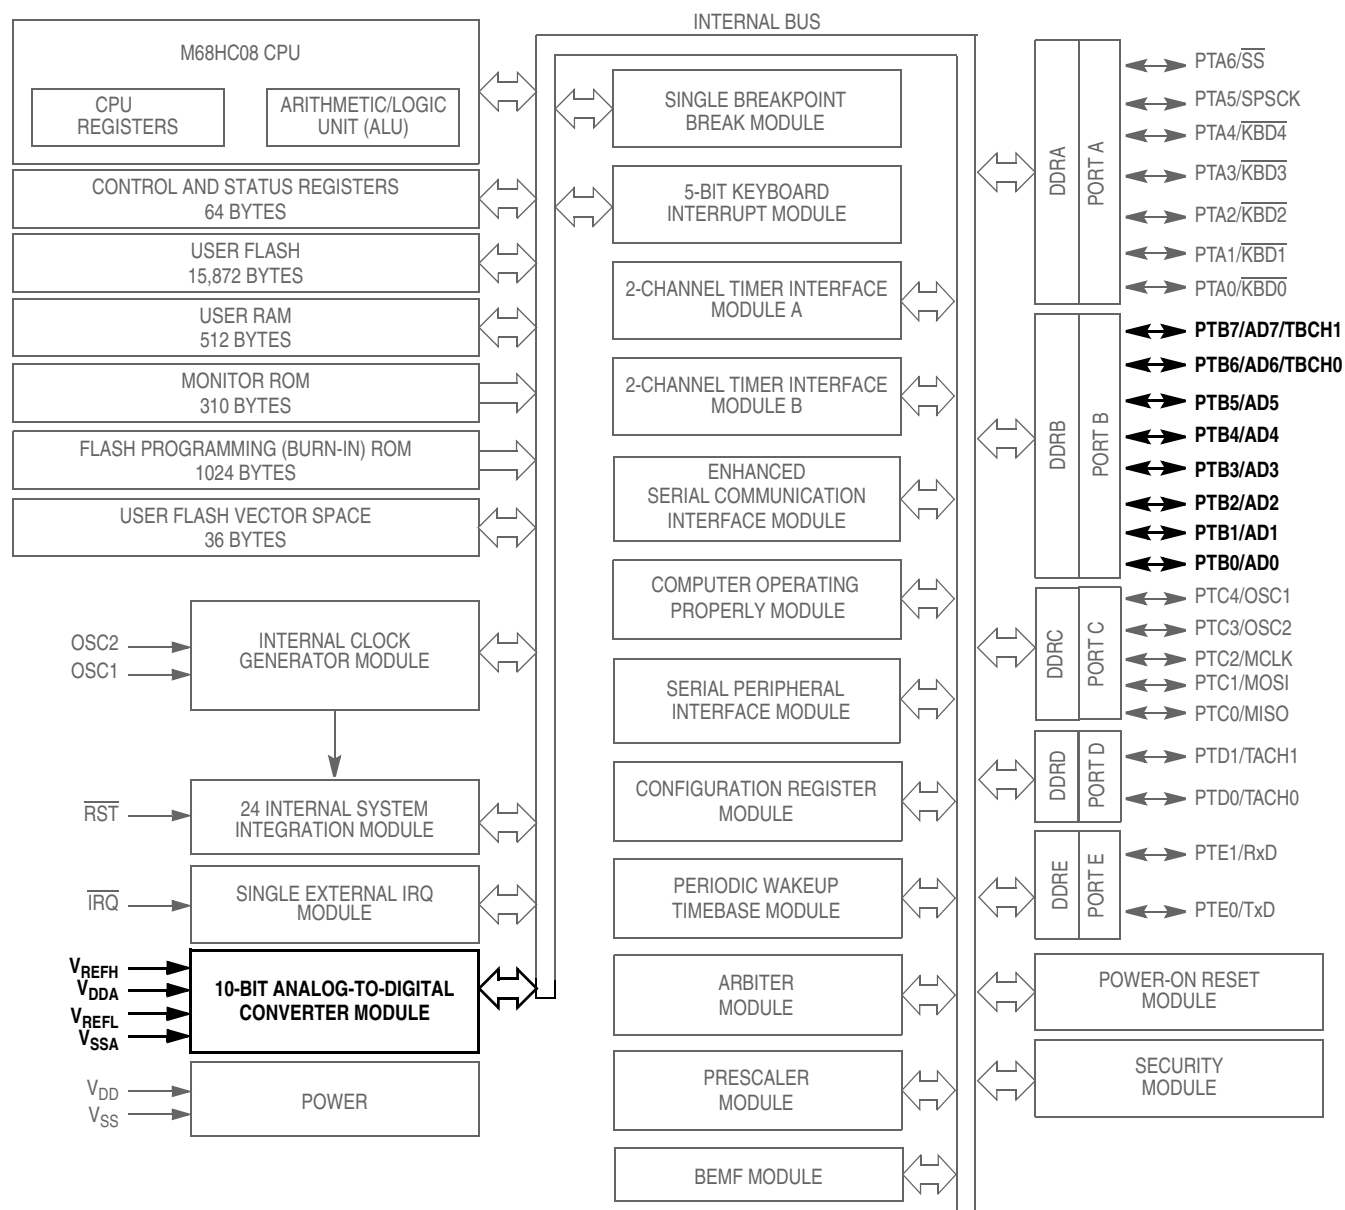 INTERNAL BUS
M68HC08 CPU
CPU
REGISTERS
ARITHMETIC/LOGIC
UNIT (ALU)
CONTROL AND STATUS REGISTERS
64 BYTES
USER FLASH
15,872 BYTES
USER RAM
512 BYTES
MONITOR ROM
310 BYTES
FLASH PROGRAMMING (BURN-IN) ROM
1024 BYTES
USER FLASH VECTOR SPACE
36 BYTES
OSC2
OSC1
INTERNAL CLOCK
GENERATOR MODULE
RST
24 INTERNAL SYSTEM
INTEGRATION MODULE
IRQ
SINGLE EXTERNAL IRQ
MODULE
VREFH
VDDA
VREFL
VSSA
10-BIT ANALOG-TO-DIGITAL
CONVERTER MODULE
VDD
VSS
POWER
SINGLE BREAKPOINT
BREAK MODULE
5-BIT KEYBOARD
INTERRUPT MODULE
2-CHANNEL TIMER INTERFACE
MODULE A
2-CHANNEL TIMER INTERFACE
MODULE B
ENHANCED
SERIAL COMMUNICATION
INTERFACE MODULE
COMPUTER OPERATING
PROPERLY MODULE
SERIAL PERIPHERAL
INTERFACE MODULE
CONFIGURATION REGISTER
MODULE
PERIODIC WAKEUP
TIMEBASE MODULE
ARBITER
MODULE
PRESCALER
MODULE
BEMF MODULE
DDRA
PORT A
PTA6/SS
PTA5/SPSCK
PTA4/KBD4
PTA3/KBD3
PTA2/KBD2
PTA1/KBD1
PTA0/KBD0
DDRB
PORT B
PTB7/AD7/TBCH1
PTB6/AD6/TBCH0
PTB5/AD5
PTB4/AD4
PTB3/AD3
PTB2/AD2
PTB1/AD1
PTB0/AD0
DDRC
PORT C
PTC4/OSC1
PTC3/OSC2
PTC2/MCLK
PTC1/MOSI
PTC0/MISO
DDRD
PORT D
PTD1/TACH1
PTD0/TACH0
DDRE
PORT E
PTE1/RxD
PTE0/TxD
POWER-ON RESET
MODULE
SECURITY
MODULE